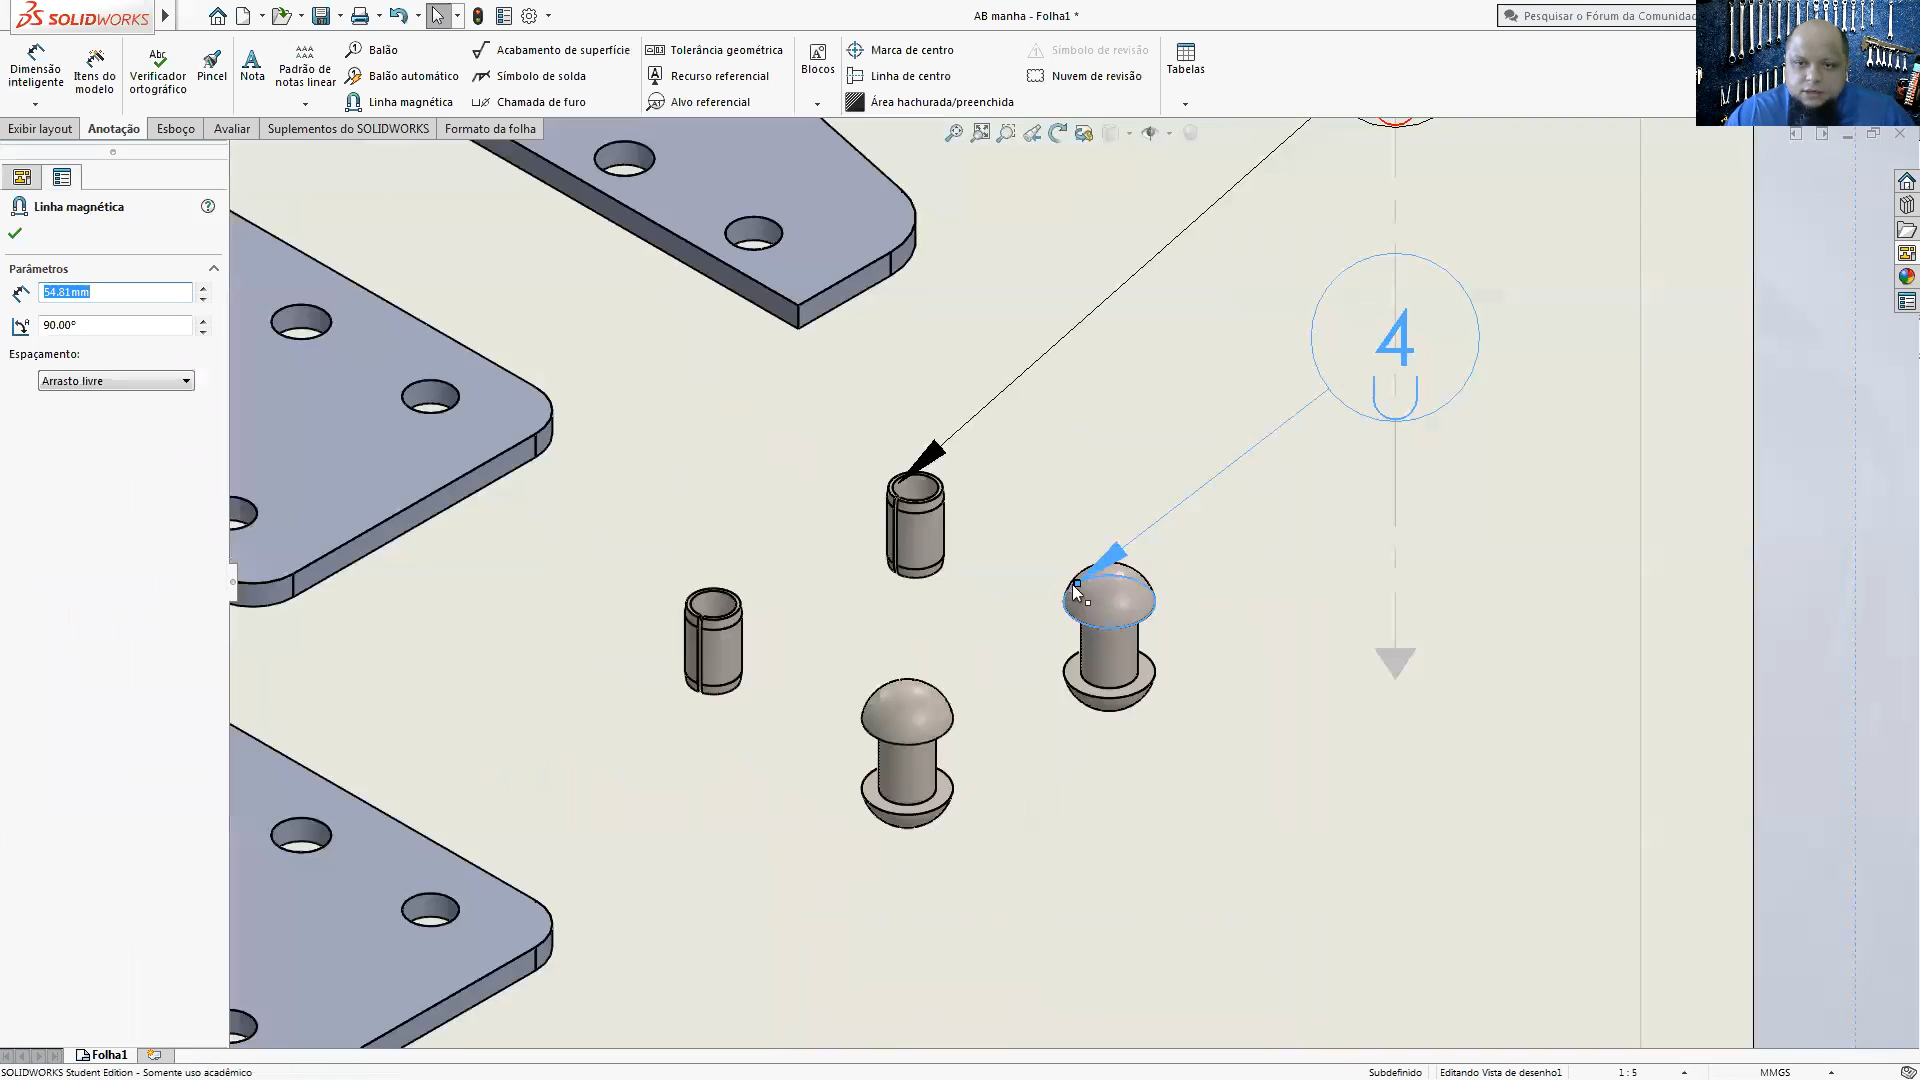 SOLIDWORKS
AB manha - Folha1 *
Pesquisar o Fórum da Comunidad
Dimensão inteligente
Itens do modelo
Abc
Verificador ortográfico
Pincel
A
Nota
Padrão de notas linear
Balão
Balão automático
Linha magnética
Acabamento de superfície
Símbolo de solda
Chamada de furo
Tolerância geométrica
Recurso referencial
Alvo referencial
Blocos
Marca de centro
Linha de centro
Área hachurada/preenchida
Símbolo de revisão
Nuvem de revisão
Tabelas
Exibir layout
Anotação
Esboço
Avaliar
Suplementos do SOLIDWORKS
Formato da folha
Linha magnética
Parâmetros
54.81mm
90.00°
Espaçamento:
Arrasto livre
4
Folha1
SOLIDWORKS Student Edition - Somente uso acadêmico
Subdefinido
Editando Vista de desenho1
1 : 5
MMGS